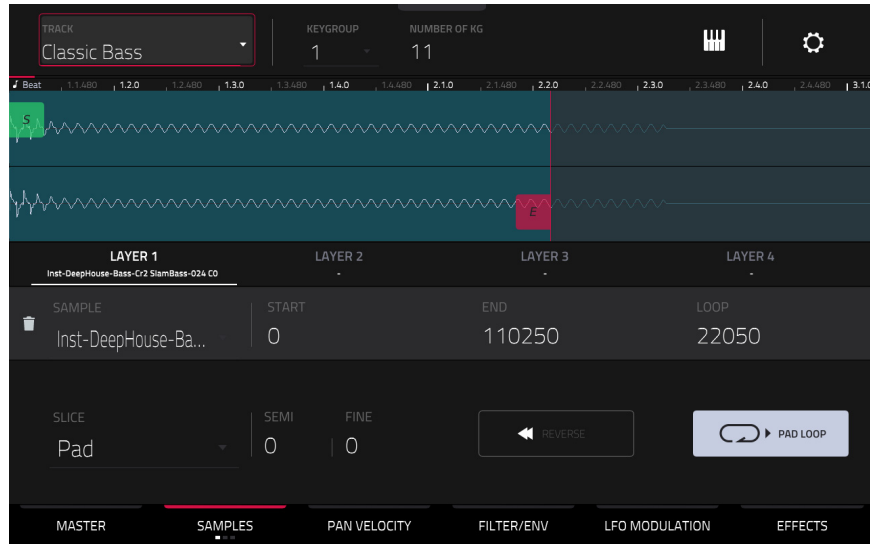 TRACK
Classic Bass
KEYGROUP
1
NUMBER OF KG
11
Beat 1.1.480 1.2.0 1.2.480 1.3.0 1.3.480 1.4.0 1.4.480 2.1.0 2.1.480 2.2.0 2.2.480 2.3.0 2.3.480 2.4.0 2.4.480 3.1.0
S
E
LAYER 1
Inst-DeepHouse-Bass-Cr2 SlamBass-024 C0
LAYER 2
-
LAYER 3
-
LAYER 4
-
SAMPLE
Inst-DeepHouse-Ba...
START
0
END
110250
LOOP
22050
SLICE
Pad
SEMI
0
FINE
0
REVERSE
PAD LOOP
MASTER
SAMPLES
PAN VELOCITY
FILTER/ENV
LFO MODULATION
EFFECTS